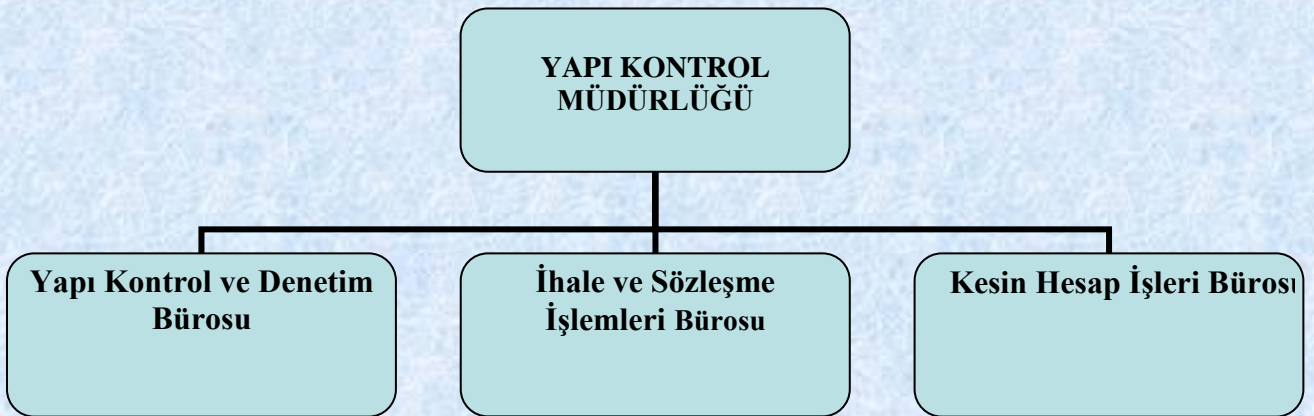 YAPI KONTROL
MÜDÜRLÜĞÜ
Yapı Kontrol ve Denetim
Bürosu
İhale ve Sözleşme
İşlemleri Bürosu
Kesin Hesap İşleri Bürosu